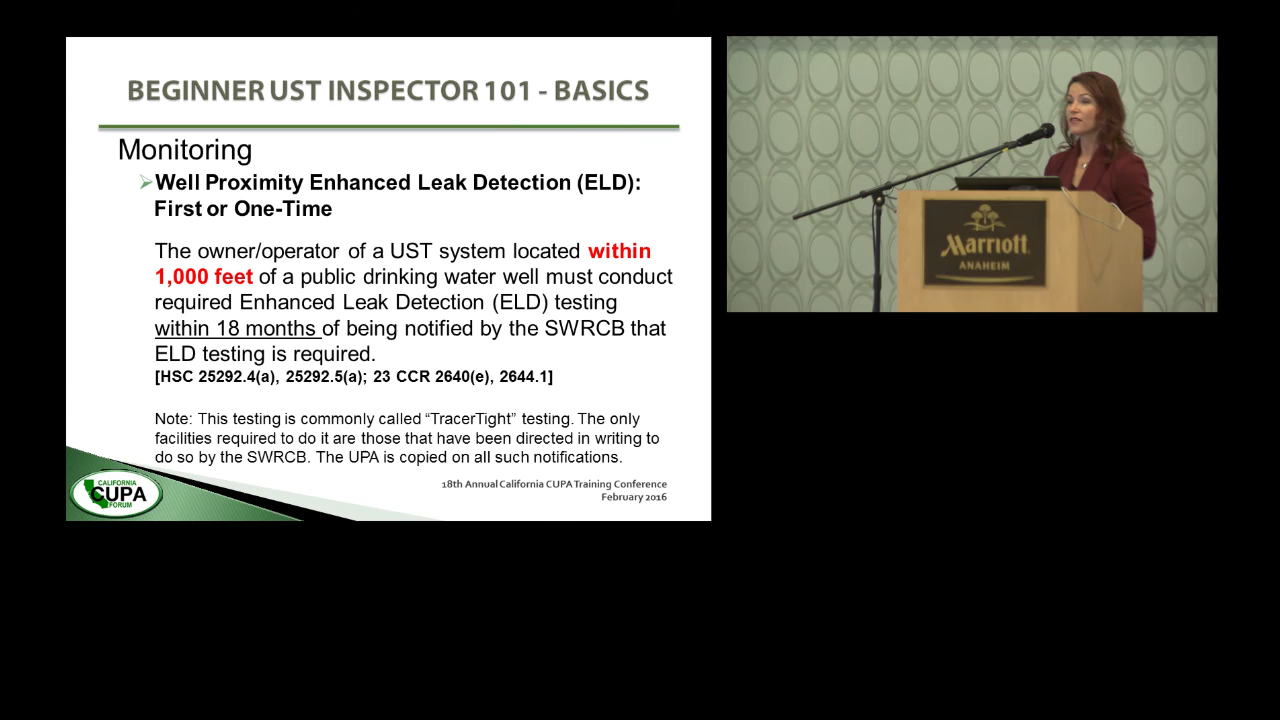 BEGINNER UST INSPECTOR 101 - BASICS
Monitoring
Well Proximity Enhanced Leak Detection (ELD):
First or One-Time
The owner/operator of a UST system located within
1,000 feet of a public drinking water well must conduct
required Enhanced Leak Detection (ELD) testing
within 18 months of being notified by the SWRCB that
ELD testing is required.
[HSC 25292.4(a), 25292.5(a); 23 CCR 2640(e), 2644.1]
Note: This testing is commonly called “TracerTight” testing. The only
facilities required to do it are those that have been directed in writing to
do so by the SWRCB. The UPA is copied on all such notifications.
18th Annual California CUPA Training Conference
February 2016
CALIFORNIA
CUPA
FORUM
Marriott
ANAHEIM